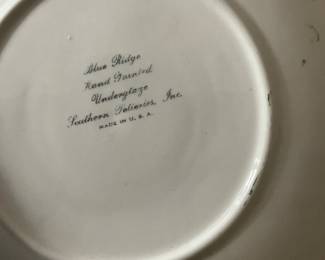 Blue Ridge
Hand Painted
Underglaze
Southern Potteries, Inc.
MADE IN U. S. A.